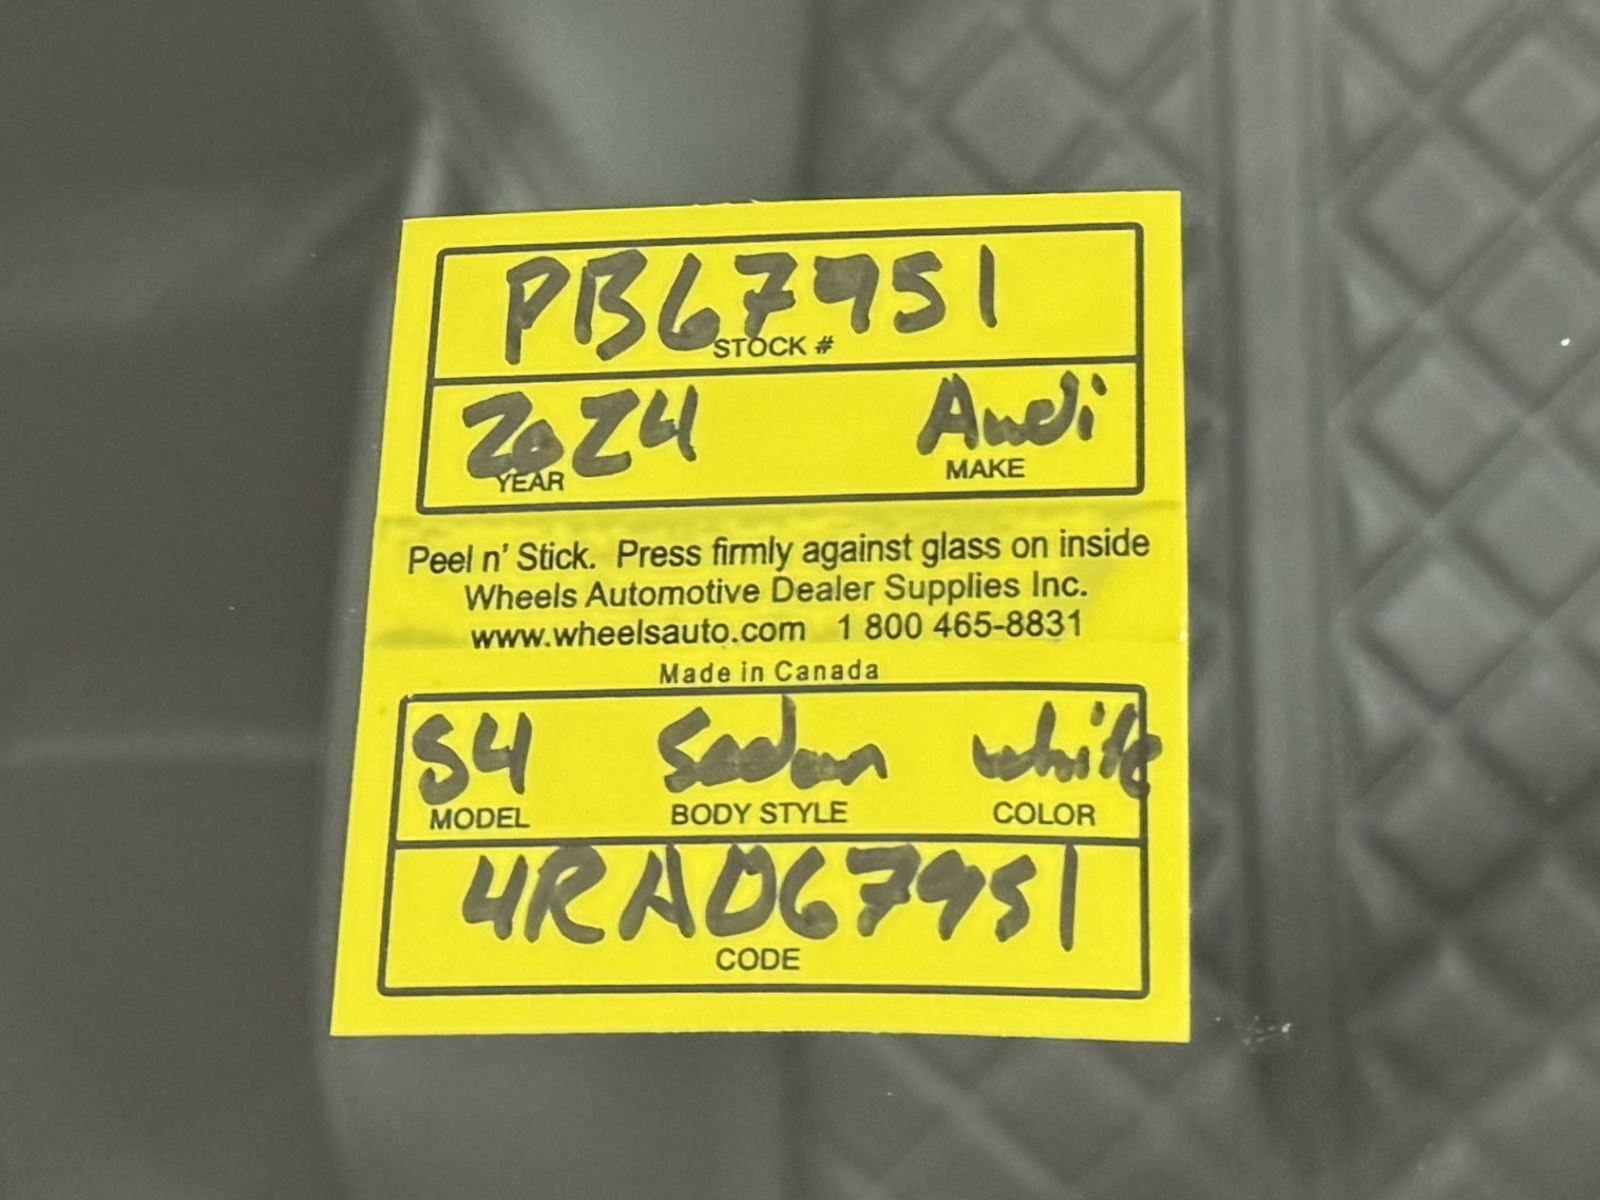 PB67951
STOCK #
2024 Audi
YEAR MAKE
Peel n' Stick. Press firmly against glass on inside
Wheels Automotive Dealer Supplies Inc.
www.wheelsauto.com 1 800 465-8831
Made in Canada
S4 Sedan white
MODEL BODY STYLE COLOR
4RAD67951
CODE